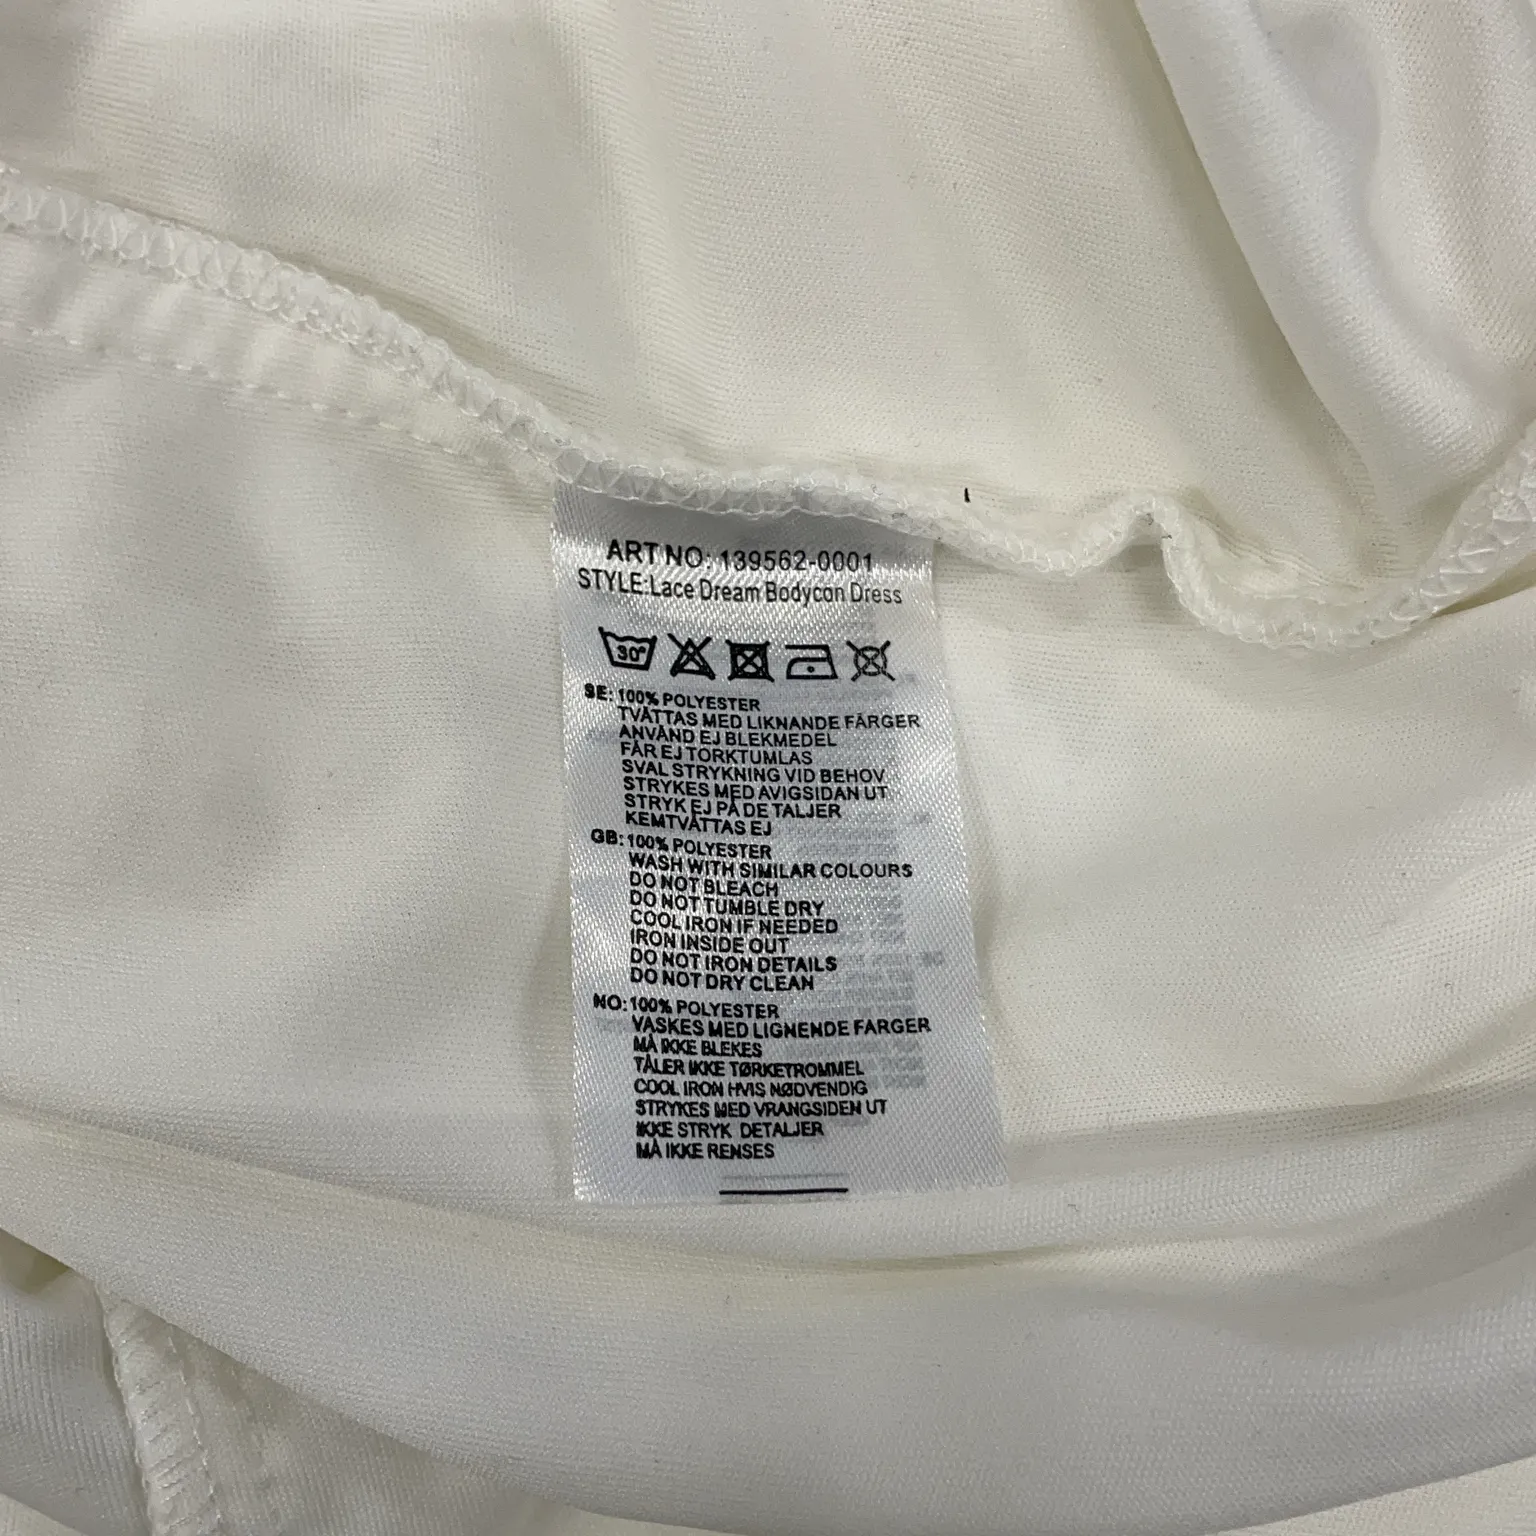 ART NO: 139562-0001
STYLE:Lace Dream Bodycon Dress
30°
SE: 100% POLYESTER
TVÄTTAS MED LIKNANDE FÄRGER
ANVÄND EJ BLEKMEDEL
FÅR EJ TORKTUMLAS
SVAL STRYKNING VID BEHOV
STRYKES MED AVIGSIDAN UT
STRYK EJ PÅ DE TALJER
KEMTVÄTTAS EJ
GB: 100% POLYESTER
WASH WITH SIMILAR COLOURS
DO NOT BLEACH
DO NOT TUMBLE DRY
COOL IRON IF NEEDED
IRON INSIDE OUT
DO NOT IRON DETAILS
DO NOT DRY CLEAN
NO: 100% POLYESTER
VASKES MED LIGNENDE FARGER
MÅ IKKE BLEKES
TÅLER IKKE TØRKETROMMEL
COOL IRON HVIS NØDVENDIG
STRYKES MED VRANGSIDEN UT
IKKE STRYK DETALJER
MÅ IKKE RENSES